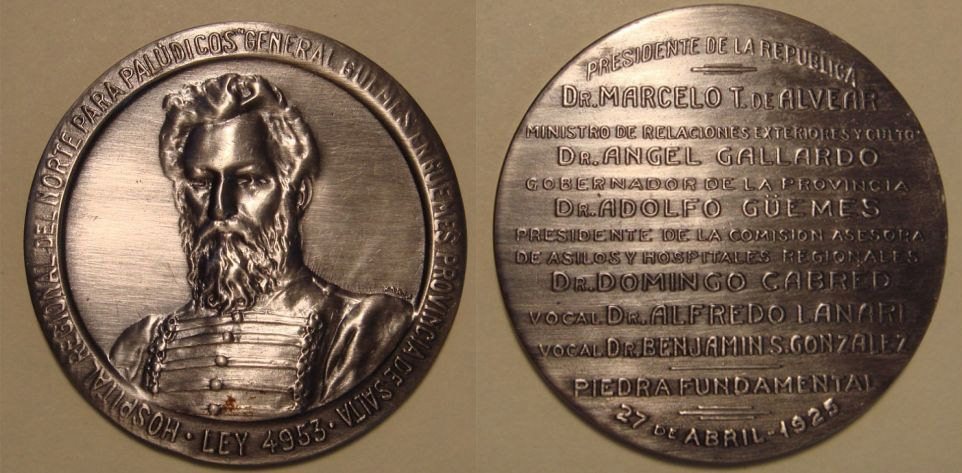 HOSPITAL REGIONAL DEL NORTE PARA PALÚDICOS "GENERAL GÜEMES" EN GÜEMES PROVINCIA DE SALTA
· LEY 4953 ·
PRESIDENTE DE LA REPUBLICA
DR. MARCELO T. DE ALVEAR
MINISTRO DE RELACIONES EXTERIORES Y CULTO
DR. ANGEL GALLARDO
GOBERNADOR DE LA PROVINCIA
DR. ADOLFO GÜEMES
PRESIDENTE DE LA COMISION ASESORA
DE ASILOS Y HOSPITALES REGIONALES
DR. DOMINGO CABRED
VOCAL DR. ALFREDO LANARI
VOCAL DR. BENJAMIN S. GONZALEZ
PIEDRA FUNDAMENTAL
27 DE ABRIL - 1925